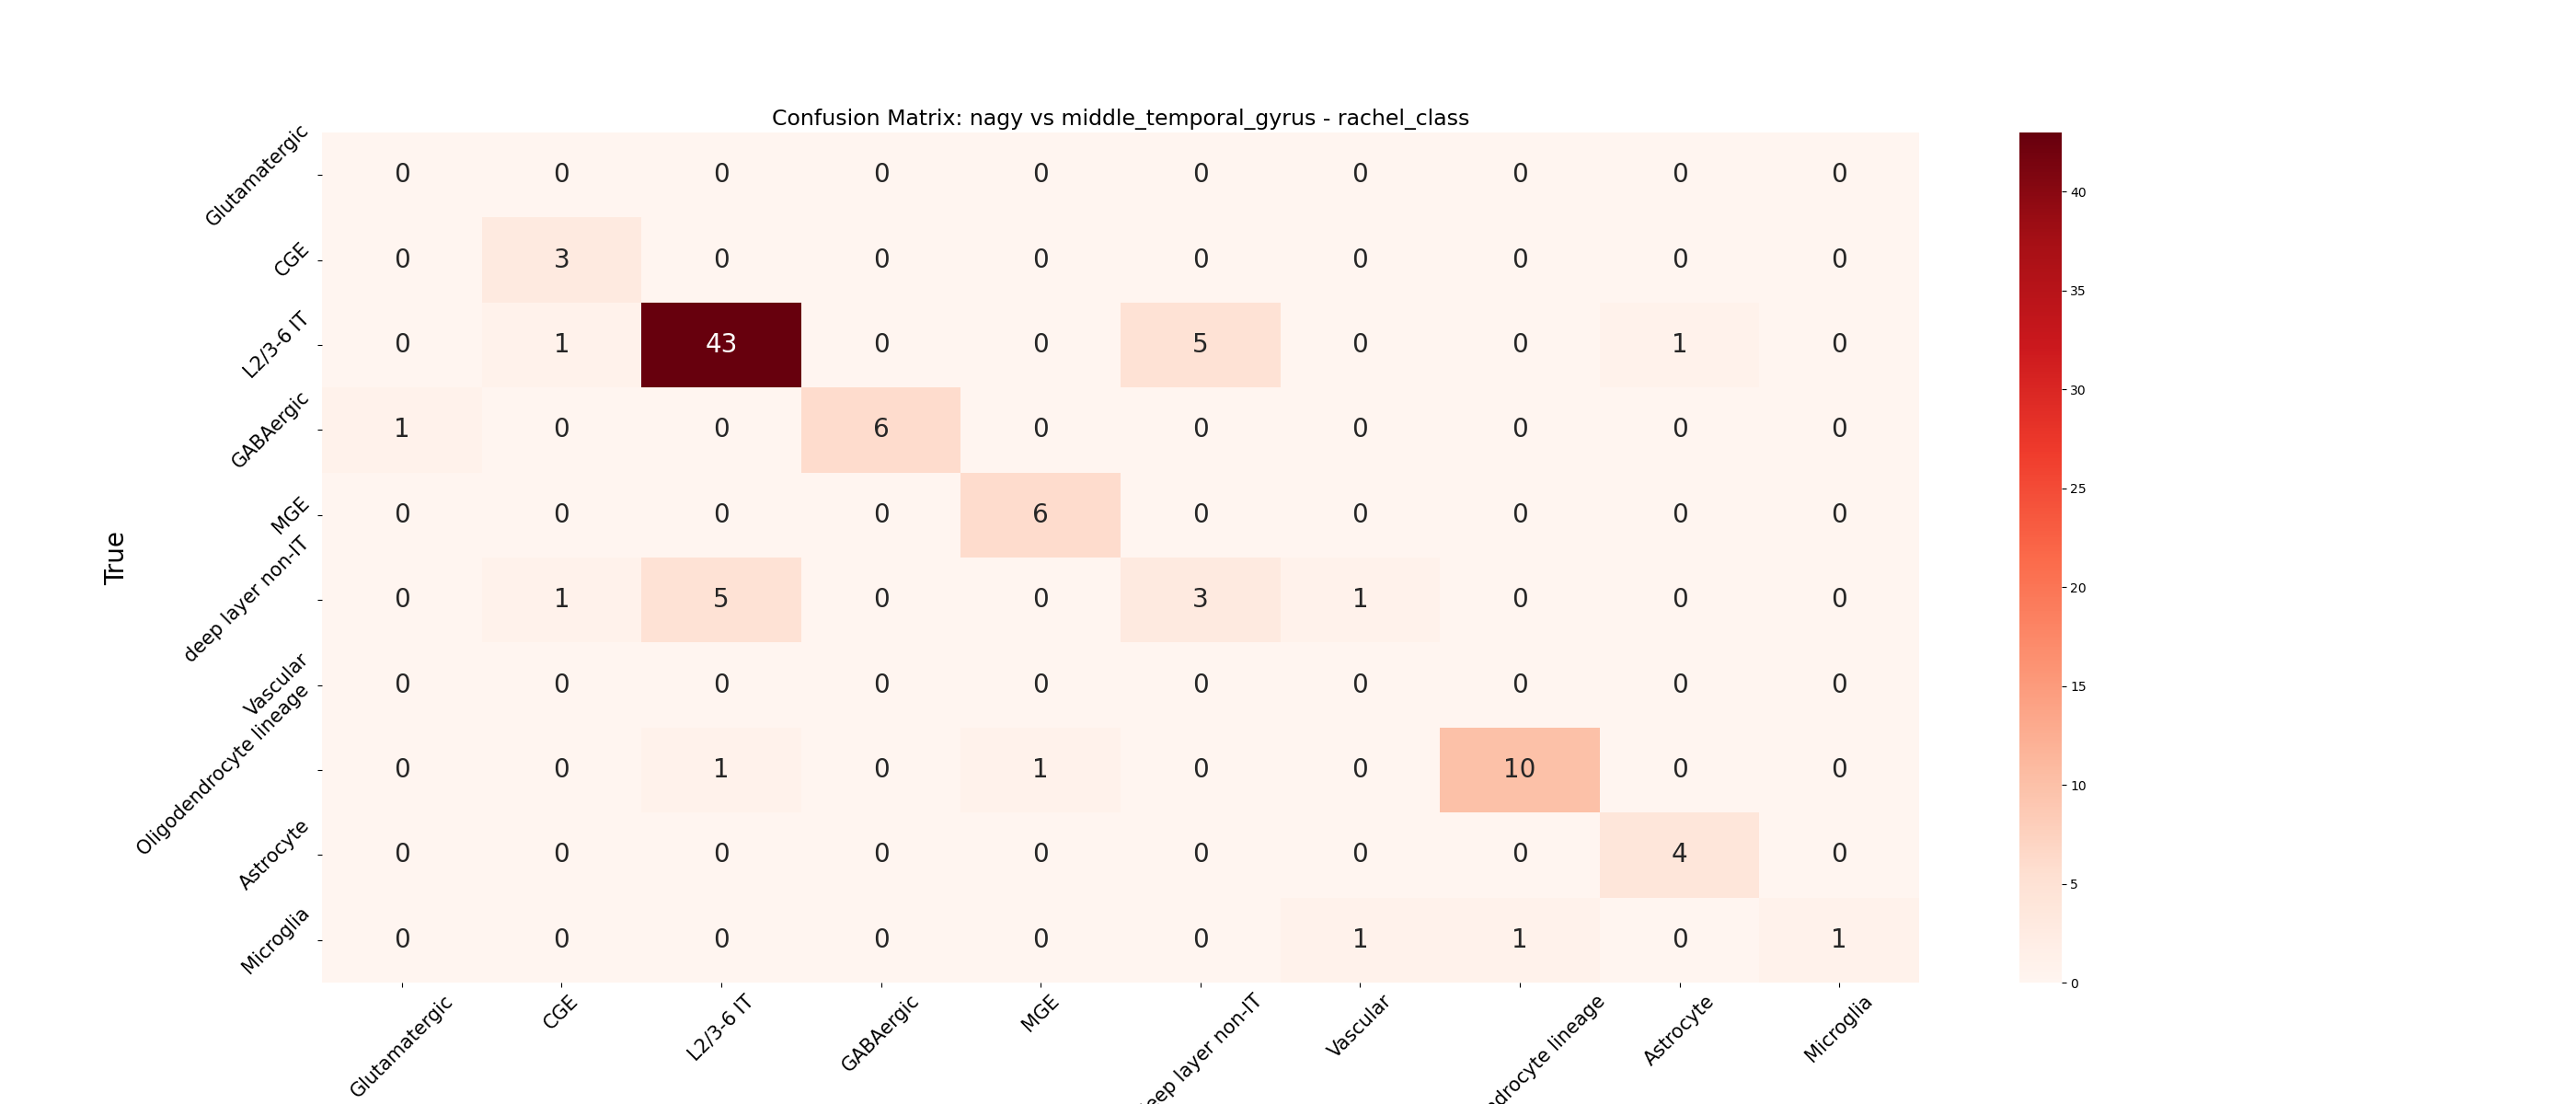 Confusion Matrix: nagy vs middle_temporal_gyrus - rachel_class
True
Glutamatergic 0 0 0 0 0 0 0 0 0 0
CGE 0 3 0 0 0 0 0 0 0 0
L2/3-6 IT 0 1 43 0 0 5 0 0 1 0
GABAergic 1 0 0 6 0 0 0 0 0 0
MGE 0 0 0 0 6 0 0 0 0 0
deep layer non-IT 0 1 5 0 0 3 1 0 0 0
Vascular 0 0 0 0 0 0 0 0 0 0
Oligodendrocyte lineage 0 0 1 0 1 0 0 10 0 0
Astrocyte 0 0 0 0 0 0 0 0 4 0
Microglia 0 0 0 0 0 0 1 1 0 1
Glutamatergic CGE L2/3-6 IT GABAergic MGE layer non-IT Vascular lineage Astrocyte Microglia
40
35
30
25
20
15
10
5
0